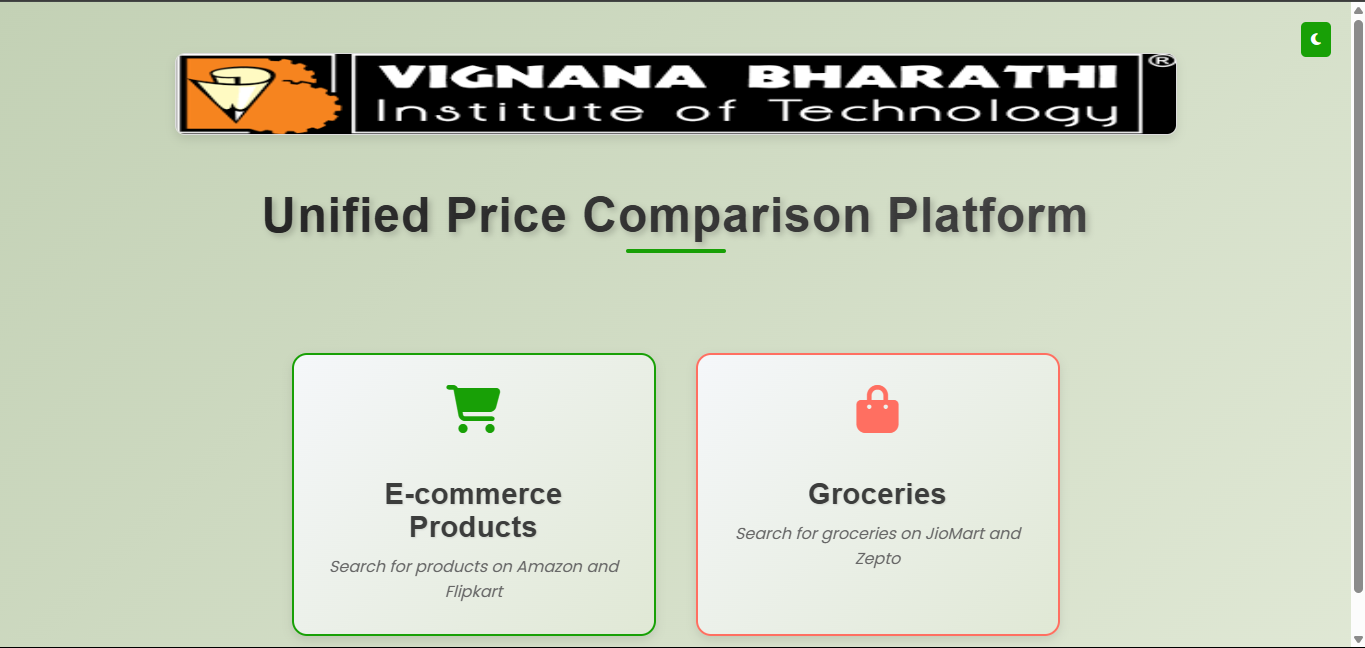 VIGNANA BHARATHI ®
Institute of Technology
Unified Price Comparison Platform
E-commerce
Products
Search for products on Amazon and
Flipkart
Groceries
Search for groceries on JioMart and
Zepto